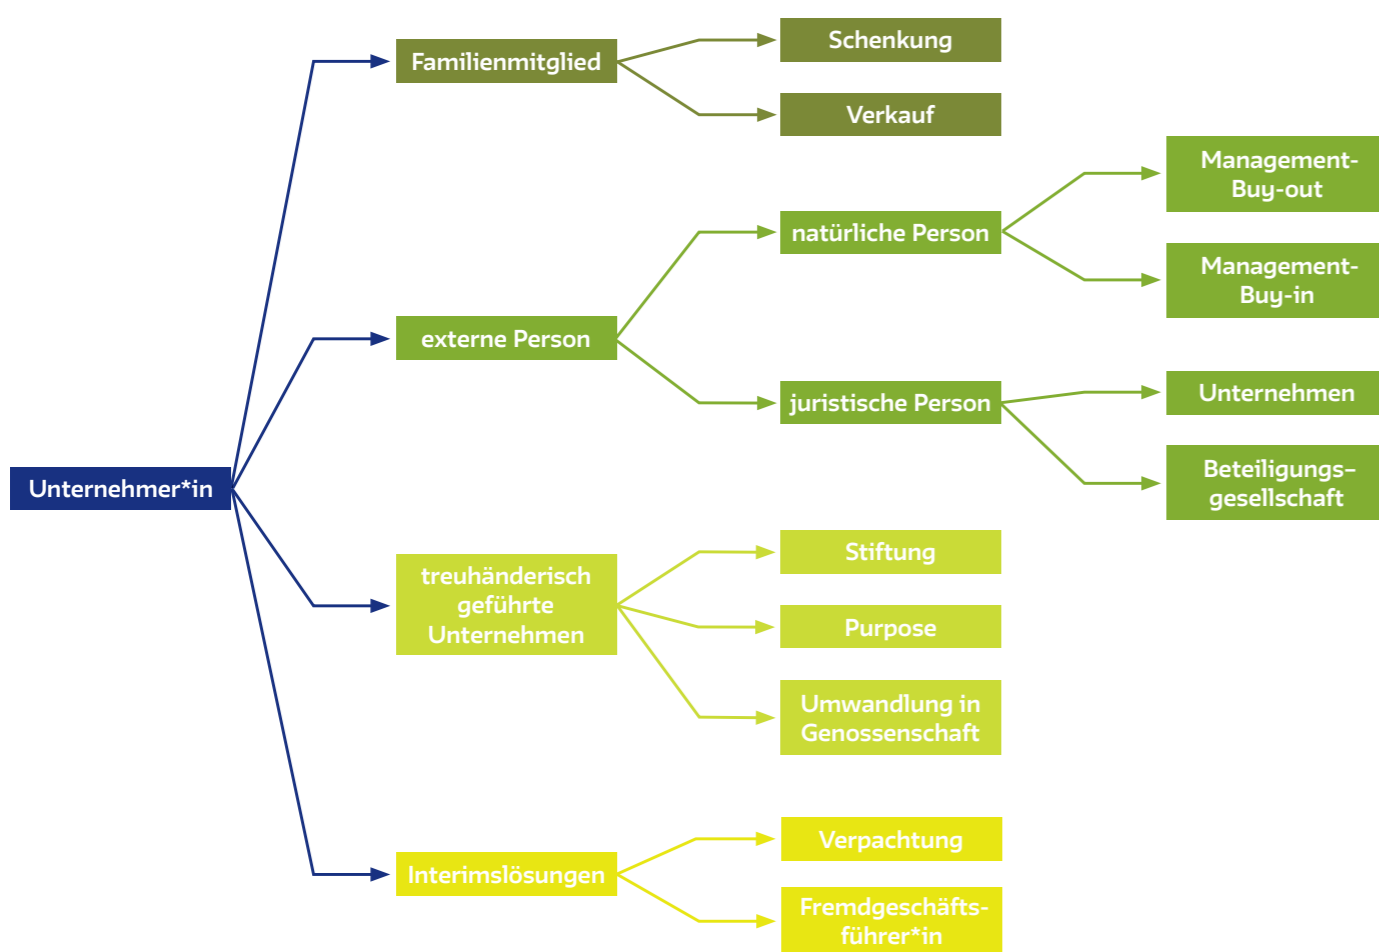 Unternehmer*in
Familienmitglied
Schenkung
Verkauf
externe Person
natürliche Person
Management-
Buy-out
Management-
Buy-in
juristische Person
Unternehmen
Beteiligungs-
gesellschaft
treuhänderisch
geführte
Unternehmen
Stiftung
Purpose
Umwandlung in
Genossenschaft
Interimslösungen
Verpachtung
Fremdgeschäfts-
führer*in